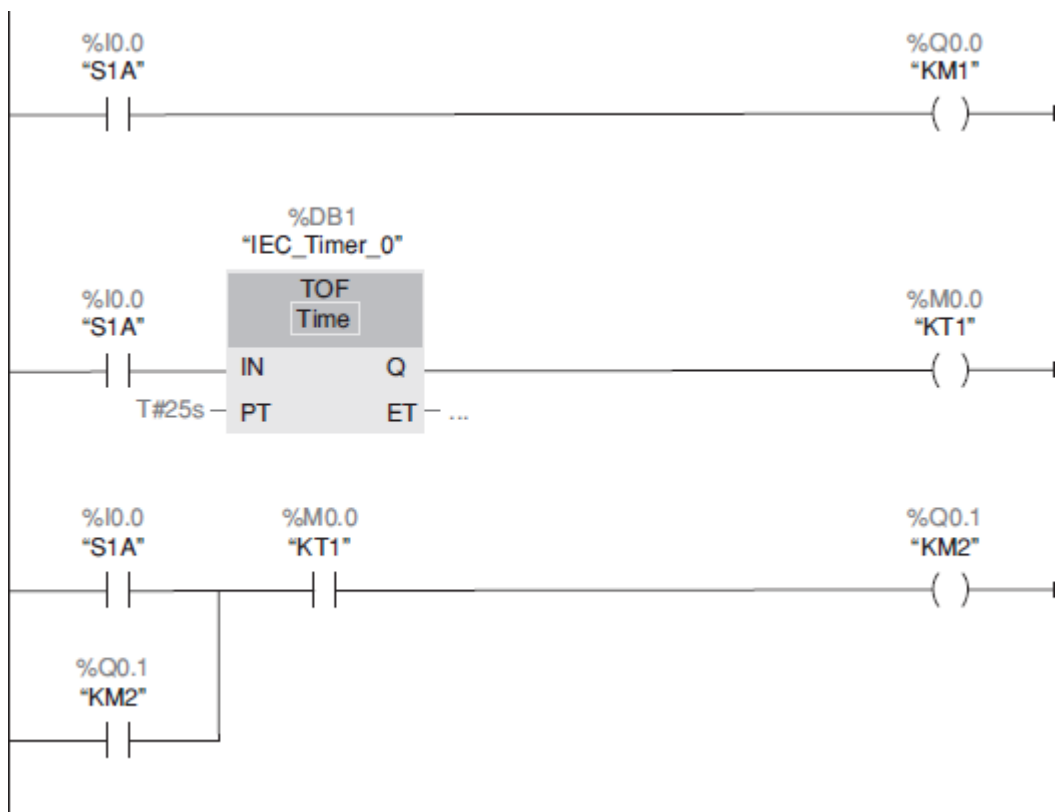 %I0.0
“S1A”
%Q0.0
“KM1”
%DB1
“IEC_Timer_0”
TOF
Time
%I0.0
“S1A”
IN
Q
%M0.0
“KT1”
T#25s
PT
ET
...
%I0.0
“S1A”
%M0.0
“KT1”
%Q0.1
“KM2”
%Q0.1
“KM2”